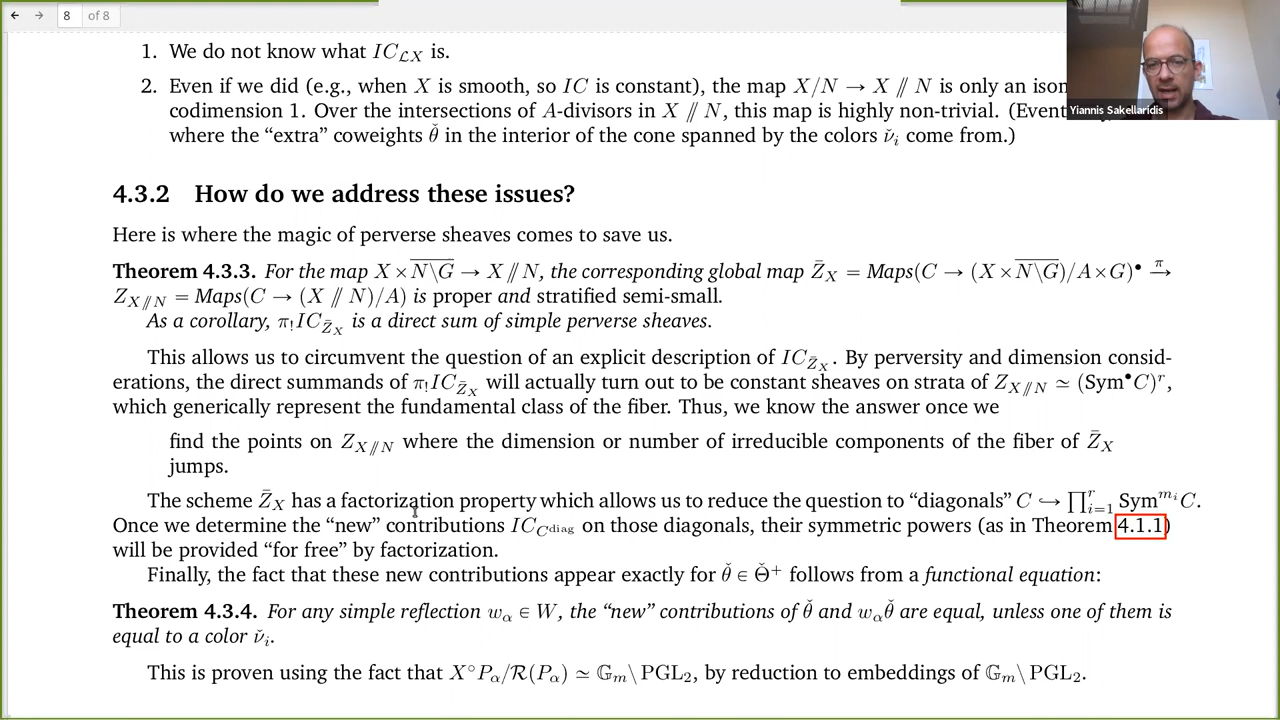 8 of 8
Yiannis Sakellaridis
1. We do not know what $IC_{\mathcal{L}X}$ is.
2. Even if we did (e.g., when $X$ is smooth, so $IC$ is constant), the map $X/N \to X /\!\!/ N$ is only an
codimension 1. Over the intersections of $A$-divisors in $X /\!\!/ N$, this map is highly non-trivial.
where the “extra” coweights $\check{\theta}$ in the interior of the cone spanned by the colors $\check{\nu}_i$ come from.)
4.3.2 How do we address these issues?
Here is where the magic of perverse sheaves comes to save us.
Theorem 4.3.3. For the map $X \times \overline{N\backslash G} \to X /\!\!/ N$, the corresponding global map $\bar{Z}_X = Maps(C \to (X \times \overline{N\backslash G})/A \times G)^\bullet \xrightarrow{\pi}$
$Z_{X /\!\!/ N} = Maps(C \to (X /\!\!/ N)/A)$ is proper and stratified semi-small.
As a corollary, $\pi_! IC_{\bar{Z}_X}$ is a direct sum of simple perverse sheaves.
This allows us to circumvent the question of an explicit description of $IC_{\bar{Z}_X}$. By perversity and dimension consid-
erations, the direct summands of $\pi_! IC_{\bar{Z}_X}$ will actually turn out to be constant sheaves on strata of $Z_{X /\!\!/ N} \simeq (\mathrm{Sym}^\bullet C)^r$,
which generically represent the fundamental class of the fiber. Thus, we know the answer once we
find the points on $Z_{X /\!\!/ N}$ where the dimension or number of irreducible components of the fiber of $\bar{Z}_X$
jumps.
The scheme $\bar{Z}_X$ has a factorization property which allows us to reduce the question to “diagonals” $C \hookrightarrow \prod_{i=1}^r \mathrm{Sym}^{m_i} C$.
Once we determine the “new” contributions $IC_{C^{\mathrm{diag}}}$ on those diagonals, their symmetric powers (as in Theorem 4.1.1)
will be provided “for free” by factorization.
Finally, the fact that these new contributions appear exactly for $\check{\theta} \in \check{\Theta}^+$ follows from a functional equation:
Theorem 4.3.4. For any simple reflection $w_\alpha \in W$, the “new” contributions of $\check{\theta}$ and $w_\alpha \check{\theta}$ are equal, unless one of them is
equal to a color $\check{\nu}_i$.
This is proven using the fact that $X^\circ P_\alpha / \mathcal{R}(P_\alpha) \simeq \mathbb{G}_m \backslash \mathrm{PGL}_2$, by reduction to embeddings of $\mathbb{G}_m \backslash \mathrm{PGL}_2$.